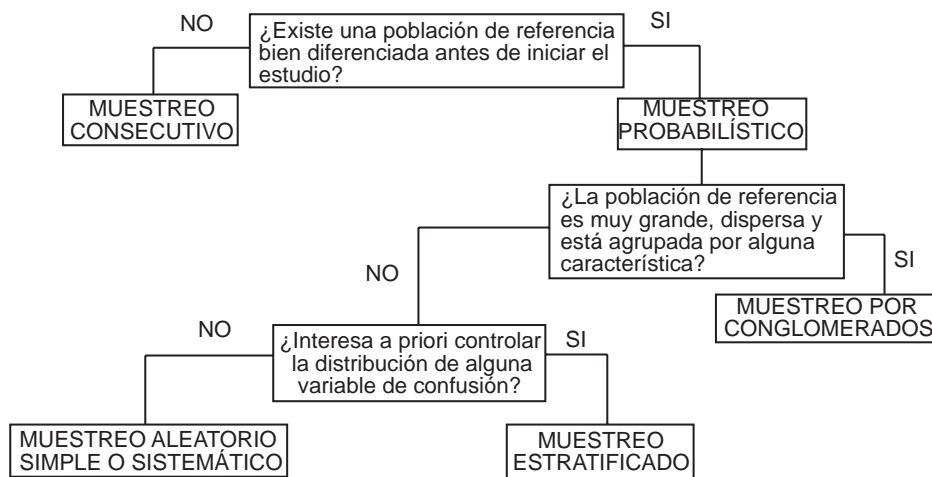 NO
¿Existe una población de referencia
bien diferenciada antes de iniciar el
estudio?
SI
MUESTREO
CONSECUTIVO
MUESTREO
PROBABILÍSTICO
¿La población de referencia
es muy grande, dispersa y
está agrupada por alguna
característica?
NO
SI
MUESTREO POR
CONGLOMERADOS
NO
¿Interesa a priori controlar
la distribución de alguna
variable de confusión?
SI
MUESTREO ALEATORIO
SIMPLE O SISTEMÁTICO
MUESTREO
ESTRATIFICADO